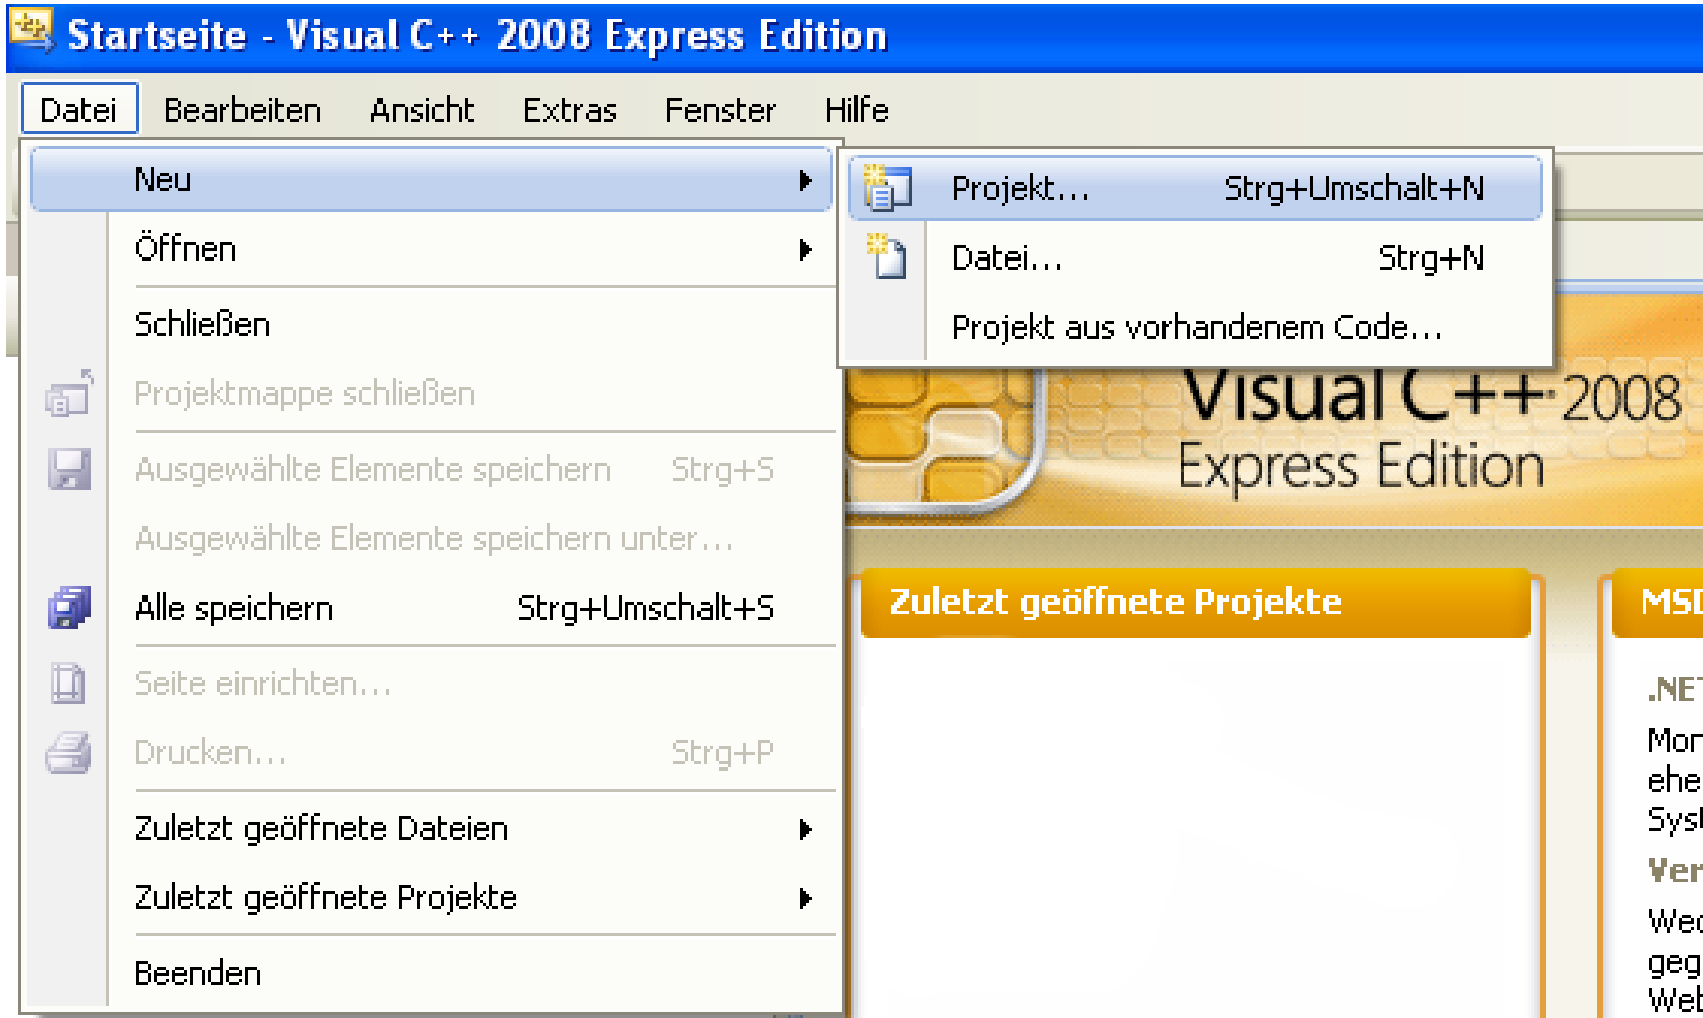 Startseite - Visual C++ 2008 Express Edition
Datei Bearbeiten Ansicht Extras Fenster Hilfe
Neu
Öffnen
Schließen
Projektmappe schließen
Ausgewählte Elemente speichern Strg+S
Ausgewählte Elemente speichern unter...
Alle speichern Strg+Umschalt+S
Seite einrichten...
Drucken... Strg+P
Zuletzt geöffnete Dateien
Zuletzt geöffnete Projekte
Beenden
Projekt... Strg+Umschalt+N
Datei... Strg+N
Projekt aus vorhandenem Code...
Visual C++ 2008
Express Edition
Zuletzt geöffnete Projekte